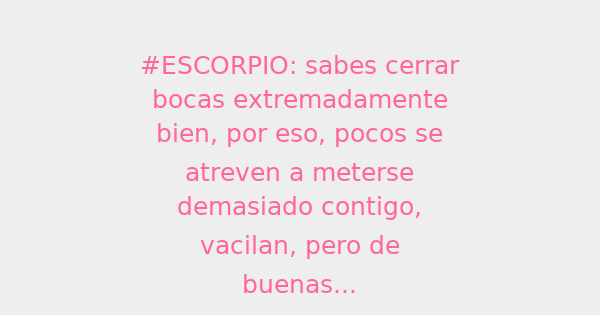 #ESCORPIO: sabes cerrar
bocas extremadamente
bien, por eso, pocos se
atreven a meterse
demasiado contigo,
vacilan, pero de
buenas...